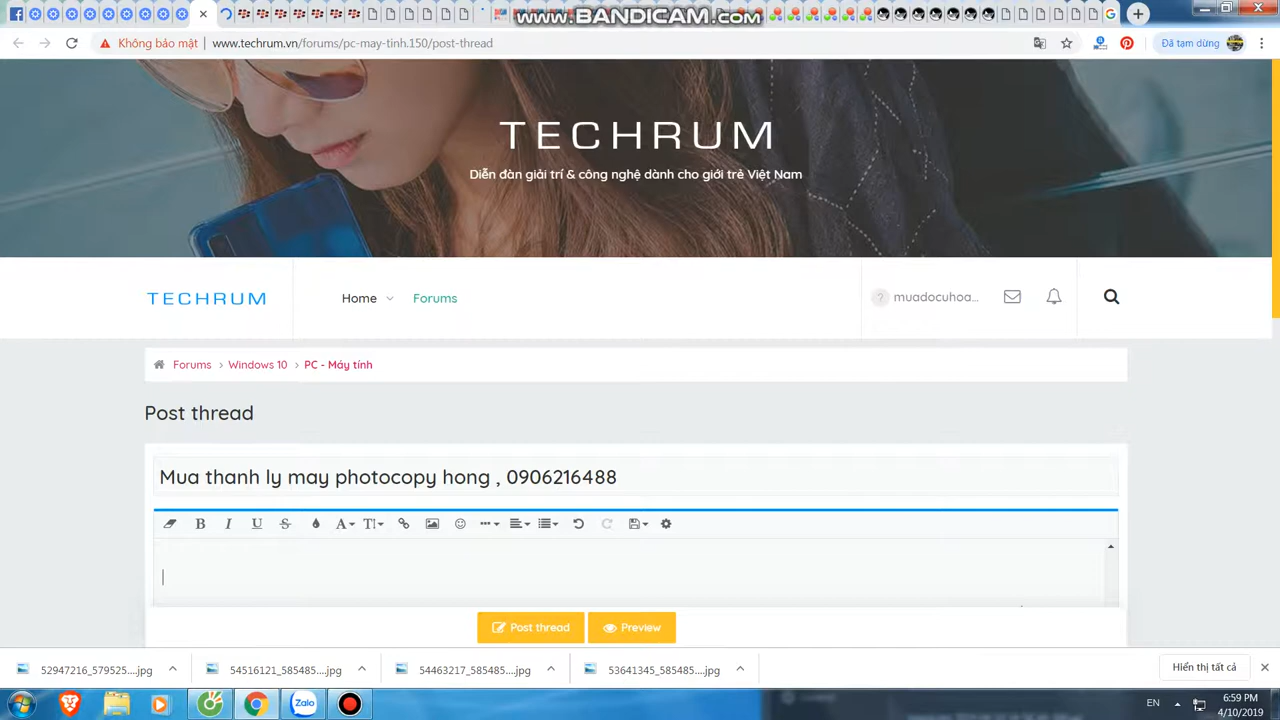 www.BANDICAM.com
Không bảo mật
www.techrum.vn/forums/pc-may-tinh.150/post-thread
Đã tạm dừng
TECHRUM
Diễn đàn giải trí & công nghệ dành cho giới trẻ Việt Nam
TECHRUM
Home
Forums
muadocuhoa...
Forums
Windows 10
PC - Máy tính
Post thread
Mua thanh ly may photocopy hong , 0906216488
Post thread
Preview
52947216_579525....jpg
54516121_585485....jpg
54463217_585485....jpg
53641345_585485....jpg
Hiển thị tất cả
Zalo
EN
6:59 PM
4/10/2019